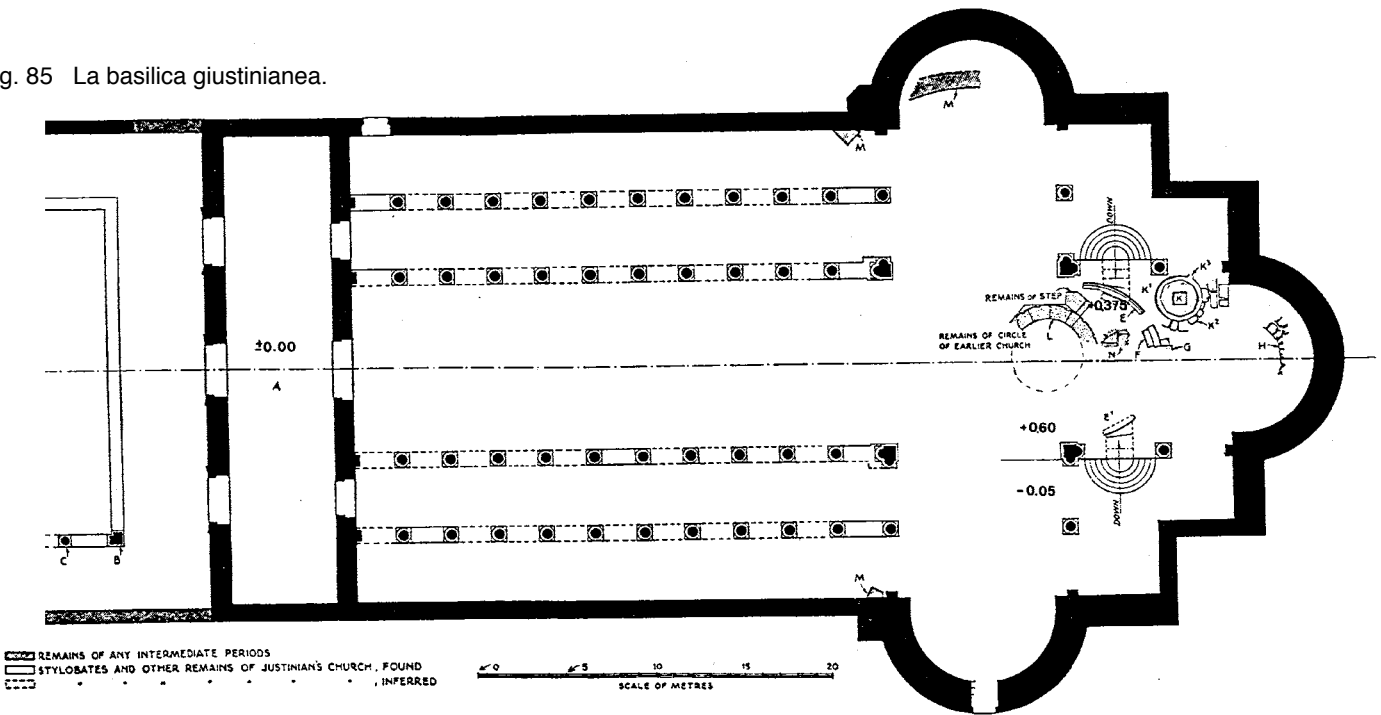 g. 85 La basilica giustinianea.
M
M
DOWN
K³
K¹
K
REMAINS OF STEP
+0,375
E
K²
REMAINS OF CIRCLE
OF EARLIER CHURCH
L
N
F
G
H
±0.00
A
E¹
+0,60
-0.05
DOWN
C
B
M
REMAINS OF ANY INTERMEDIATE PERIODS
STYLOBATES AND OTHER REMAINS OF JUSTINIAN'S CHURCH, FOUND
" " " " " " " , INFERRED
0 5 10 15 20
SCALE OF METRES